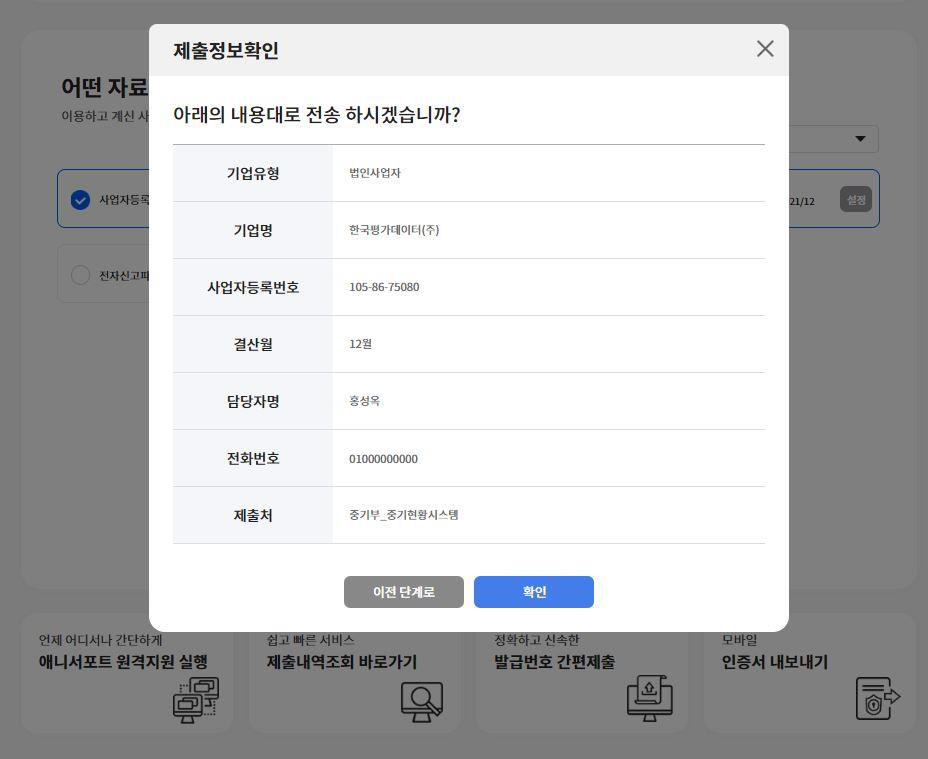 제출정보확인
아래의 내용대로 전송 하시겠습니까?
기업유형 법인사업자
기업명 한국평가데이터(주)
사업자등록번호 105-86-75080
결산월 12월
담당자명 홍성옥
전화번호 01000000000
제출처 중기부_중기현황시스템
이전 단계로 확인
어떤 자료
이용하고 계신 사
사업자등록
21/12 설정
전자신고파
언제 어디서나 간단하게
애니서포트 원격지원 실행
쉽고 빠른 서비스
제출내역조회 바로가기
정확하고 신속한
발급번호 간편제출
모바일
인증서 내보내기